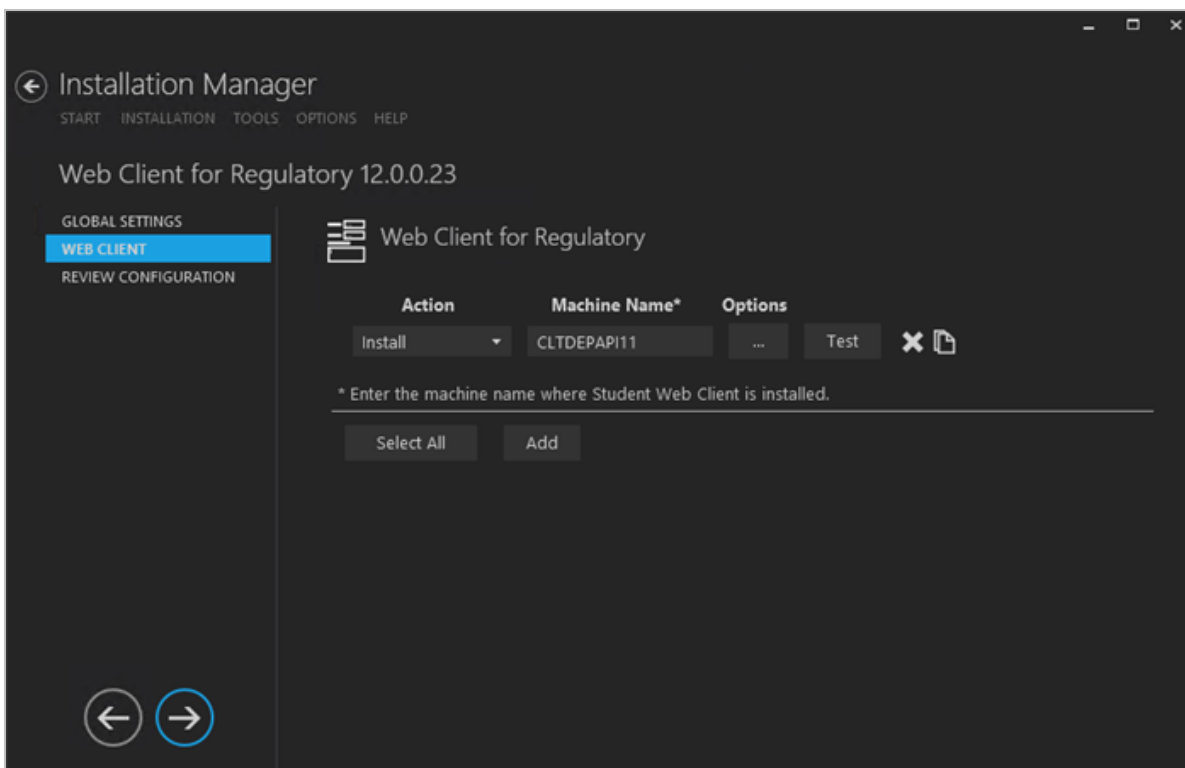 Installation Manager
START INSTALLATION TOOLS OPTIONS HELP
Web Client for Regulatory 12.0.0.23
GLOBAL SETTINGS
WEB CLIENT
REVIEW CONFIGURATION
Web Client for Regulatory
Action Machine Name* Options
Install CLTDEPAPI11 ... Test
* Enter the machine name where Student Web Client is installed.
Select All Add